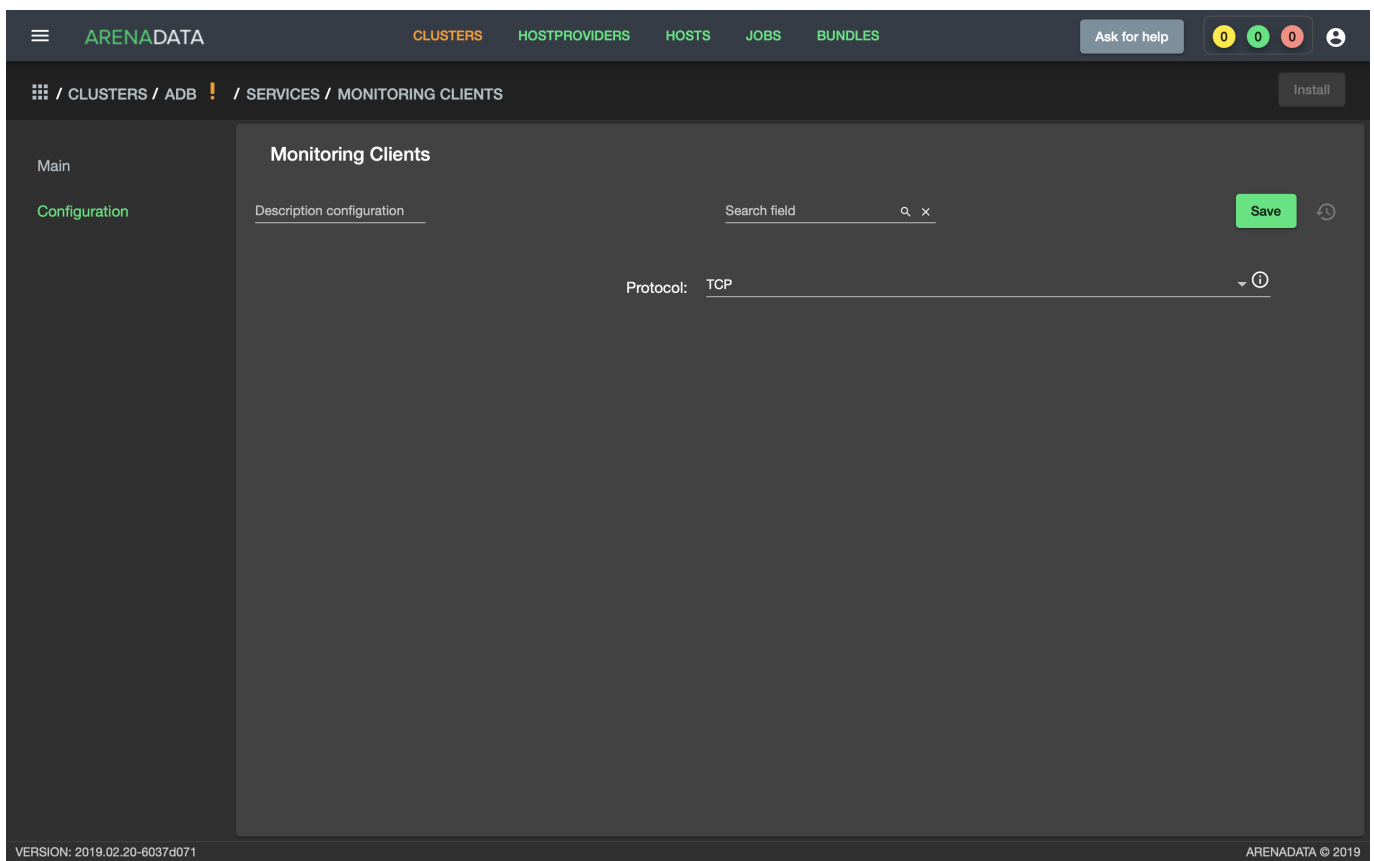 ARENADATA CLUSTERS HOSTPROVIDERS HOSTS JOBS BUNDLES Ask for help 0 0 0
/ CLUSTERS / ADB ! / SERVICES / MONITORING CLIENTS Install
Main
Configuration
Monitoring Clients
Description configuration Search field Save
Protocol: TCP
VERSION: 2019.02.20-6037d071 ARENADATA © 2019